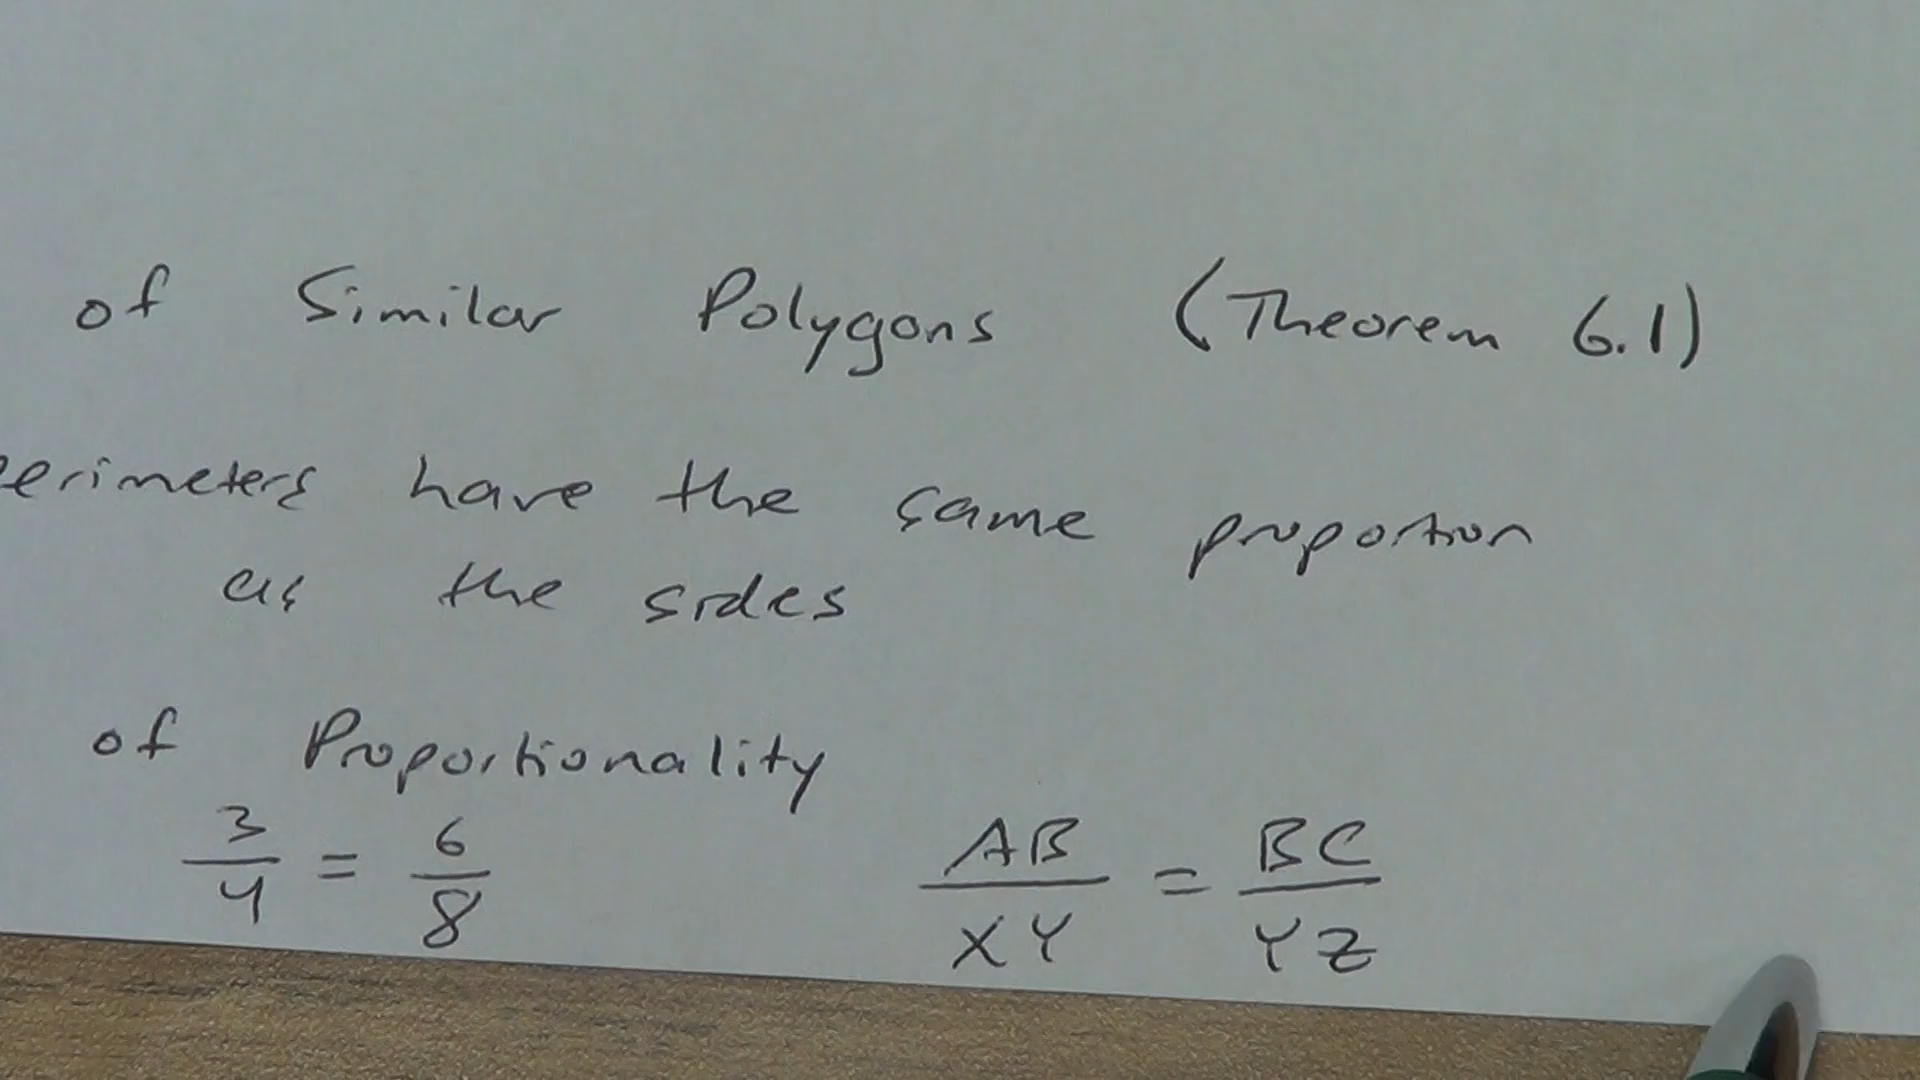 of Similar Polygons (Theorem 6.1)
erimeters have the same proportion
as the sides
of Proportionality
3/4 = 6/8 AB/XY = BC/YZ